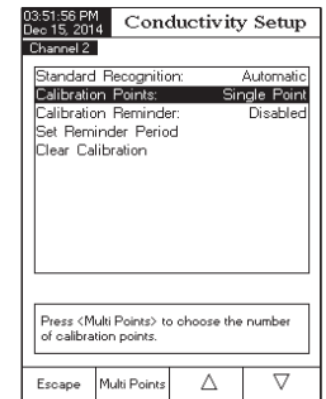 03:51:56 PM
Dec 15, 2014
Conductivity Setup
Channel 2
Standard Recognition: Automatic
Calibration Points: Single Point
Calibration Reminder: Disabled
Set Reminder Period
Clear Calibration
Press <Multi Points> to choose the number
of calibration points.
Escape Multi Points △ ▽